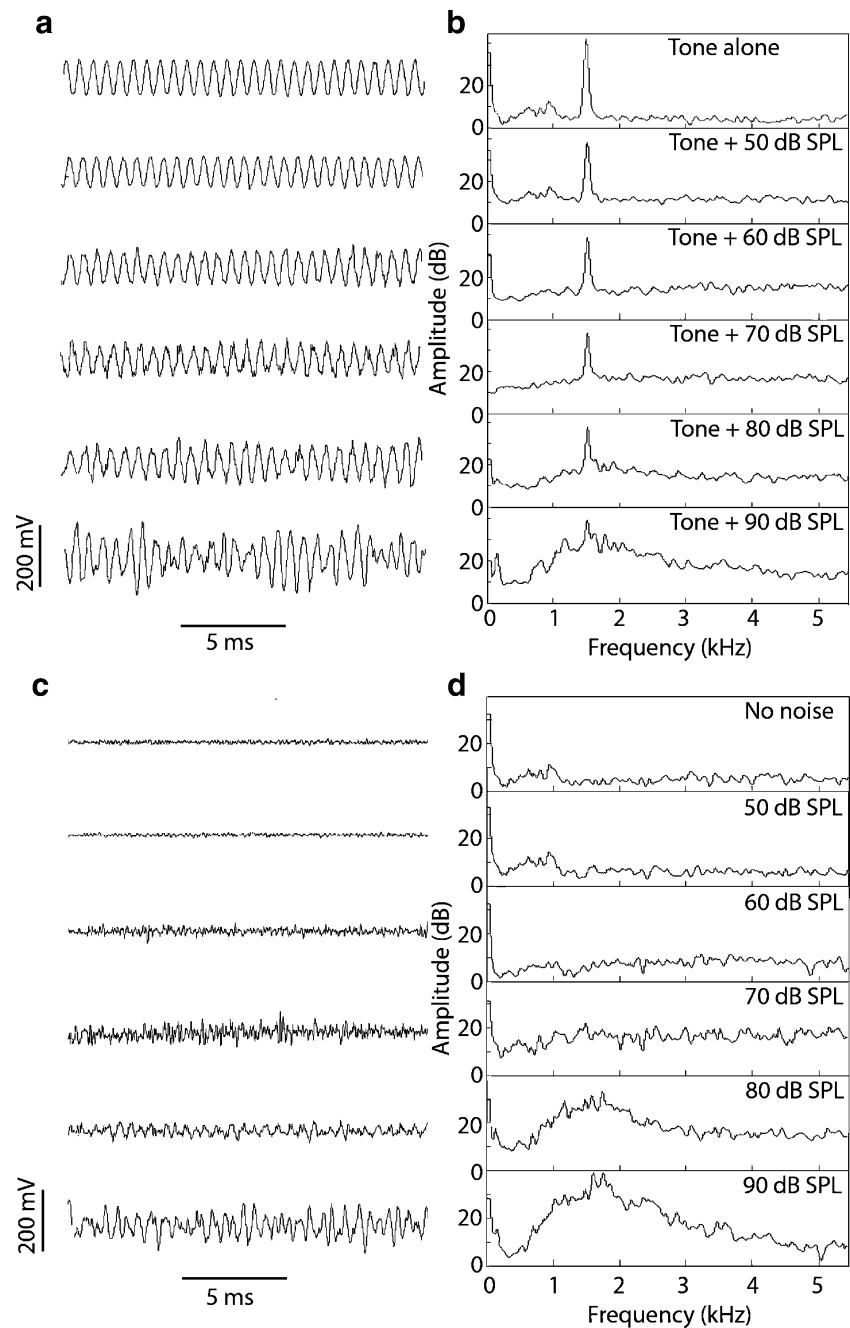 a
b
Tone alone
20
0
Tone + 50 dB SPL
20
0
Tone + 60 dB SPL
20
0
Tone + 70 dB SPL
20
0
Tone + 80 dB SPL
20
0
Tone + 90 dB SPL
20
0
Amplitude (dB)
0 1 2 3 4 5
Frequency (kHz)
200 mV
5 ms
c
d
No noise
20
0
50 dB SPL
20
0
60 dB SPL
20
0
70 dB SPL
20
0
80 dB SPL
20
0
90 dB SPL
20
0
Amplitude (dB)
0 1 2 3 4 5
Frequency (kHz)
200 mV
5 ms